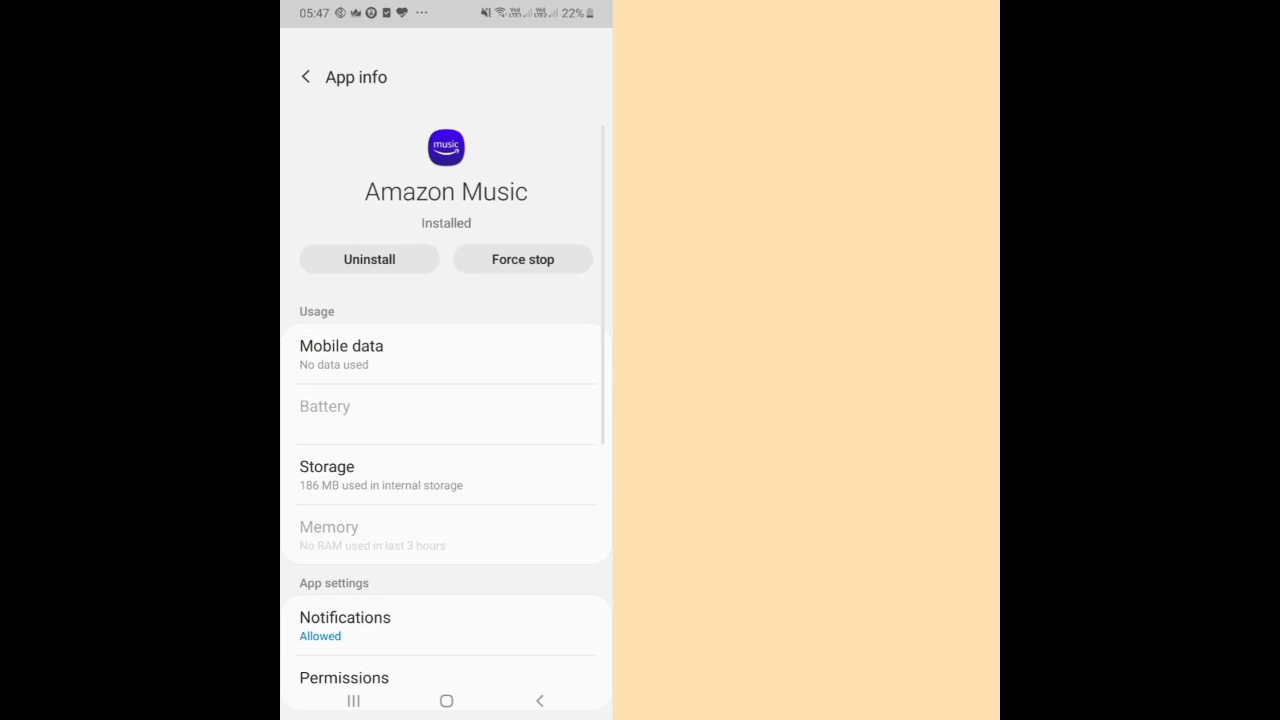 05:47 22%
App info
music
Amazon Music
Installed
Uninstall Force stop
Usage
Mobile data
No data used
Battery
Storage
186 MB used in internal storage
Memory
No RAM used in last 3 hours
App settings
Notifications
Allowed
Permissions